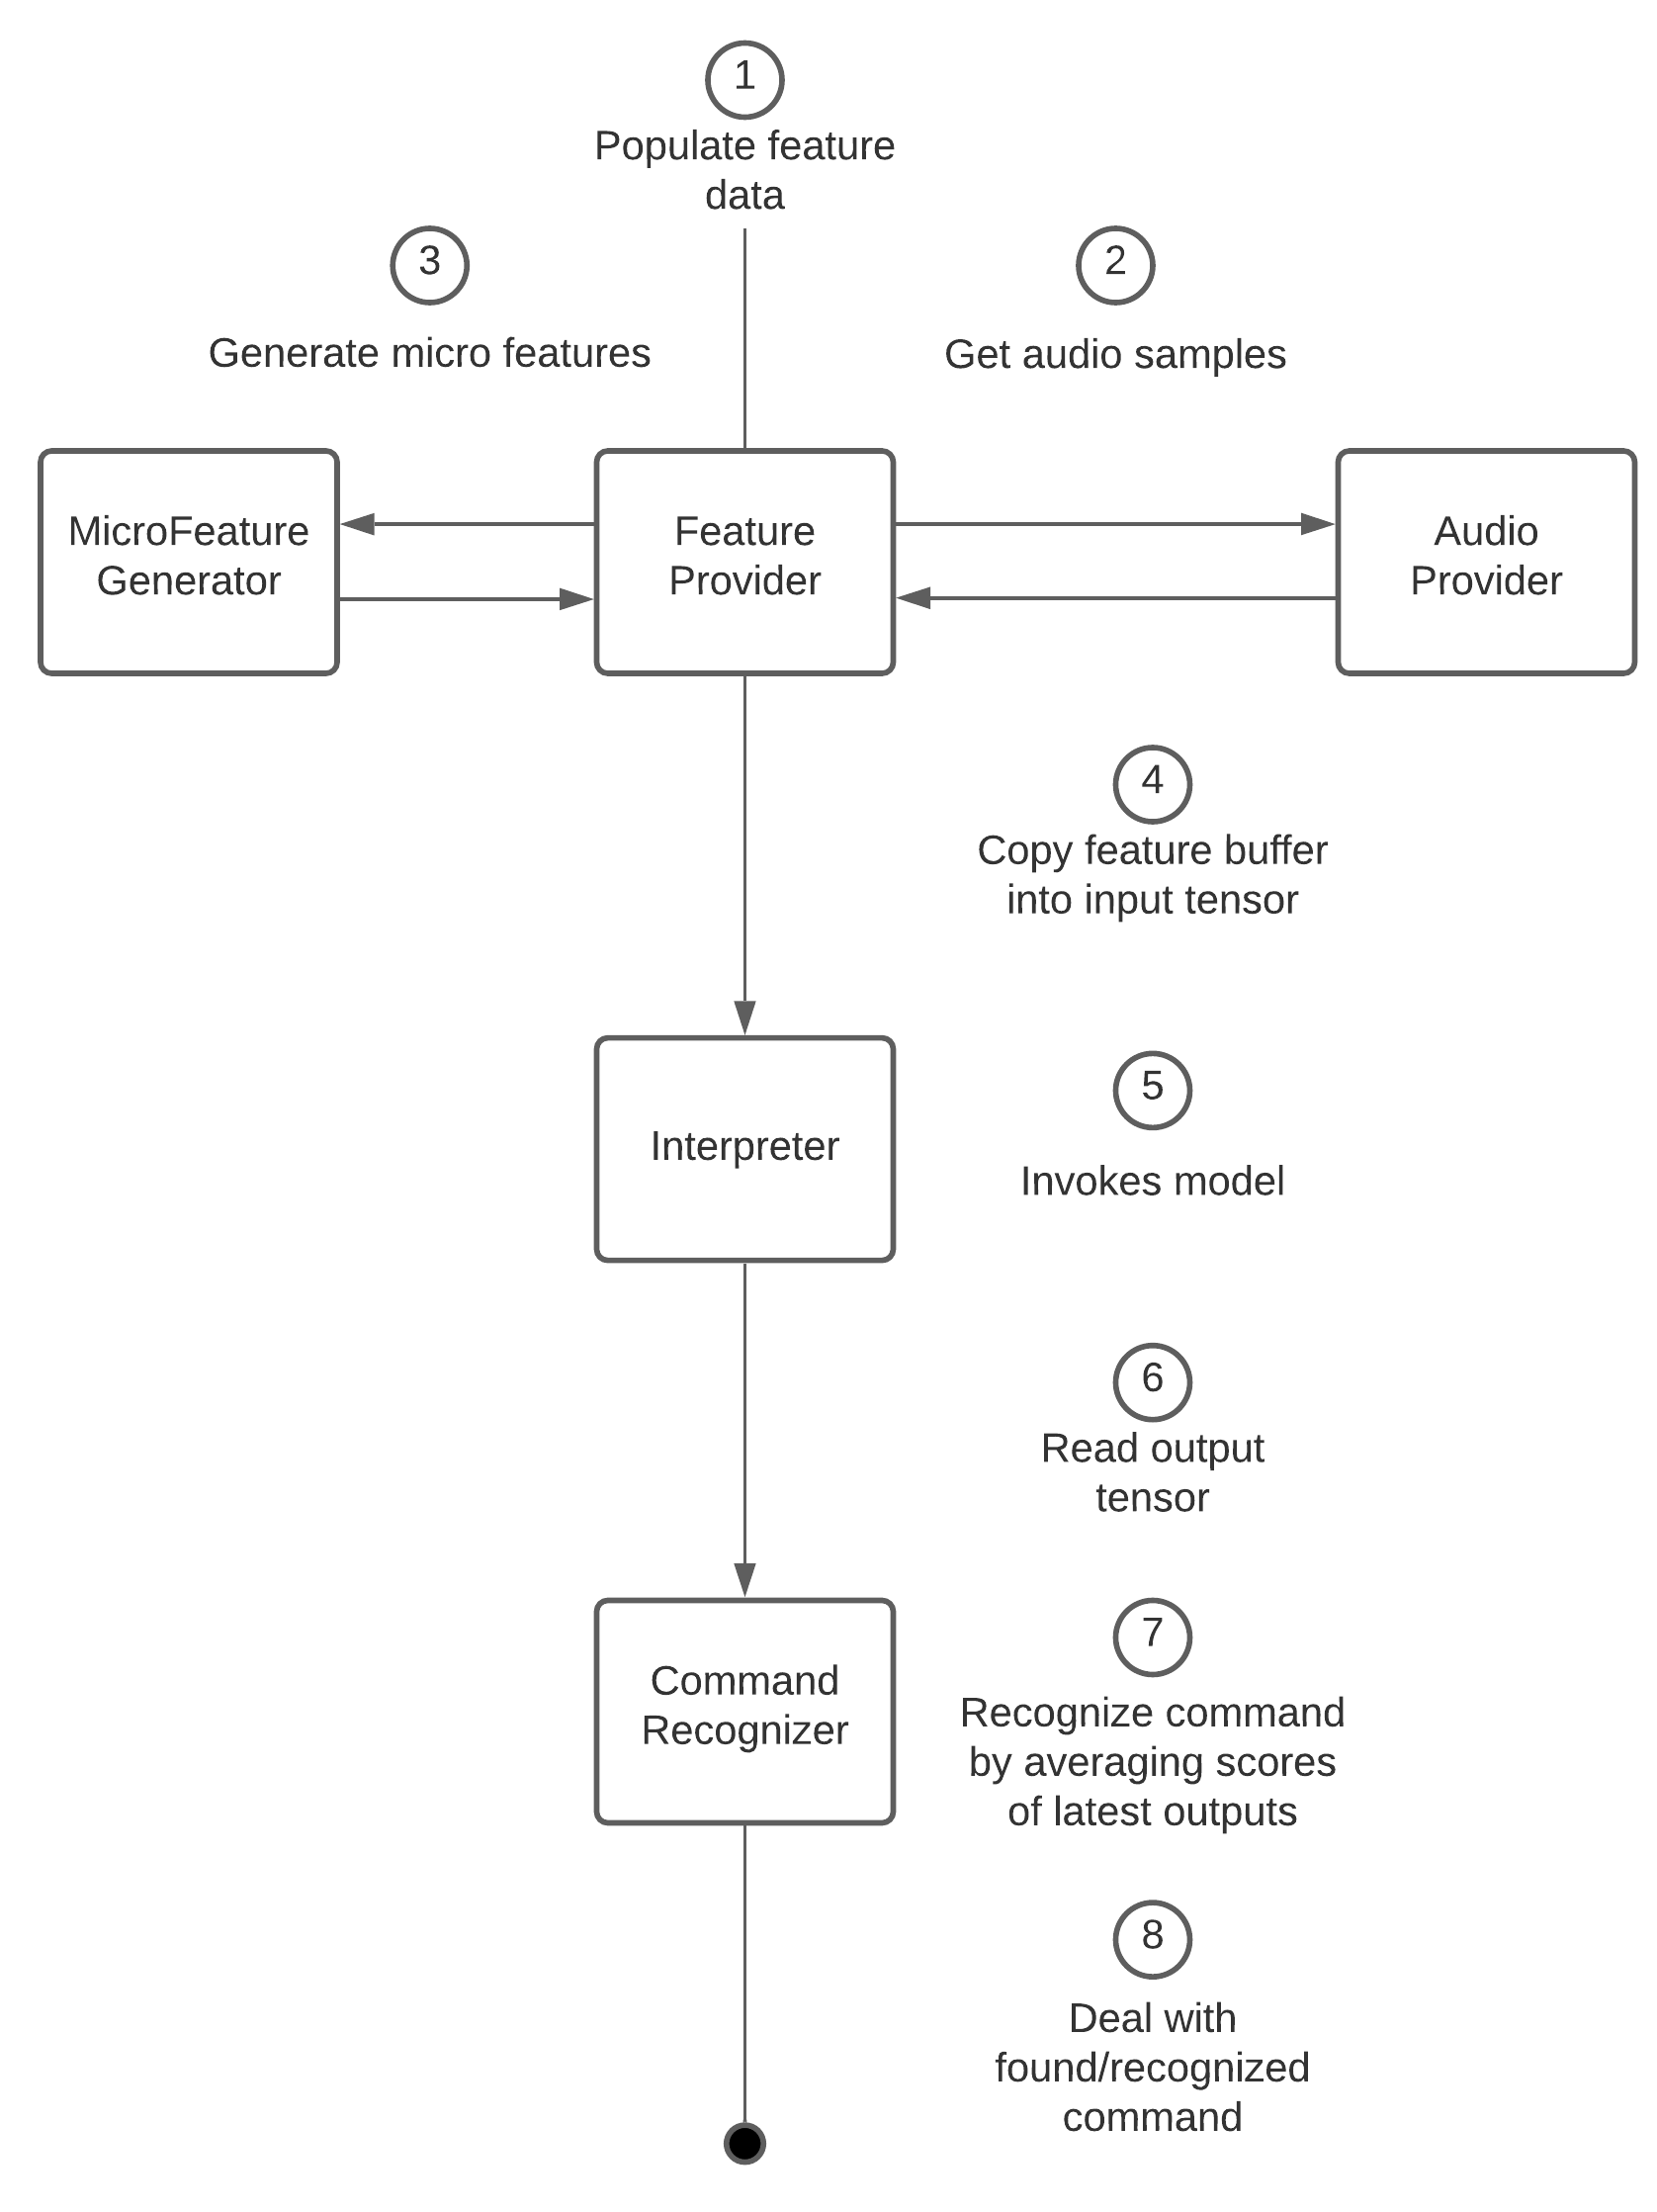 1
Populate feature
data
3
Generate micro features
2
Get audio samples
MicroFeature
Generator
Feature
Provider
Audio
Provider
4
Copy feature buffer
into input tensor
Interpreter
5
Invokes model
6
Read output
tensor
Command
Recognizer
7
Recognize command
by averaging scores
of latest outputs
8
Deal with
found/recognized
command